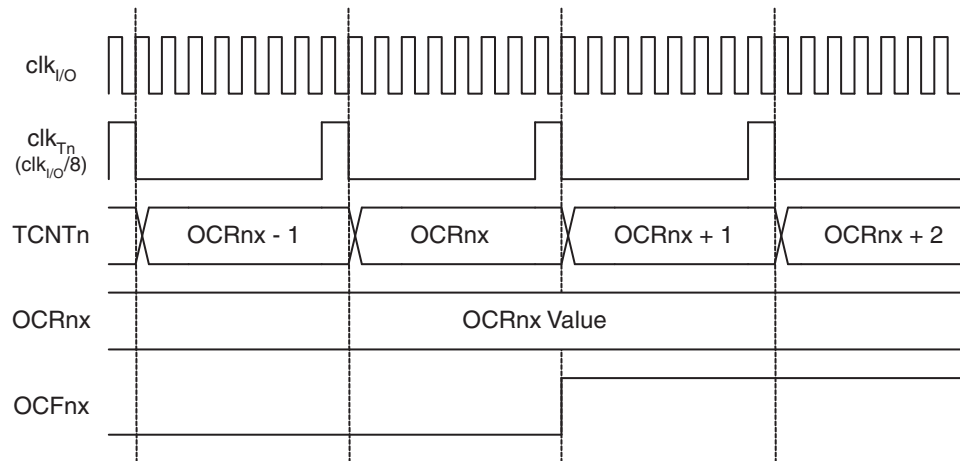 clkI/O
clkTn
(clkI/O/8)
TCNTn OCRnx - 1 OCRnx OCRnx + 1 OCRnx + 2
OCRnx OCRnx Value
OCFnx